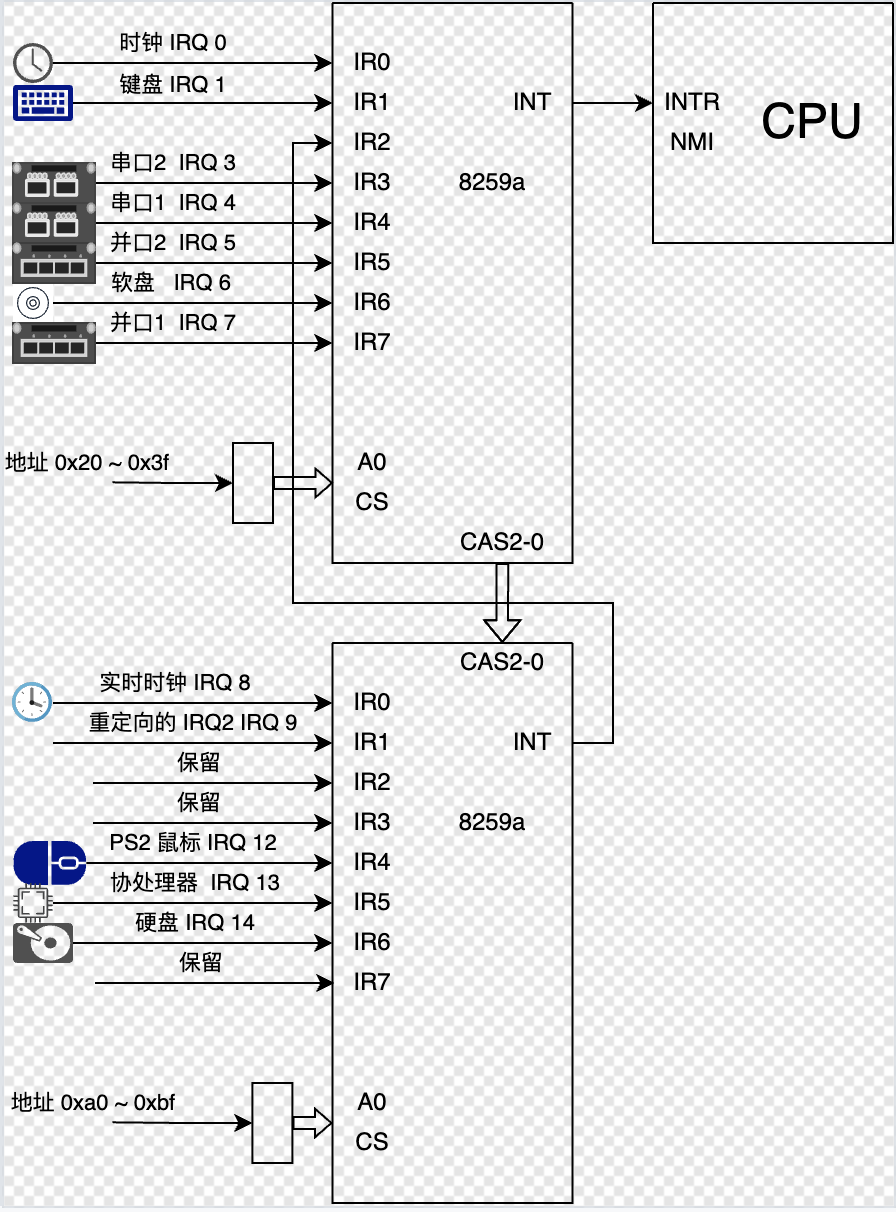 时钟 IRQ 0
IR0
键盘 IRQ 1
IR1
INT
INTR
CPU
IR2
NMI
串口2 IRQ 3
IR3
8259a
串口1 IRQ 4
IR4
并口2 IRQ 5
IR5
软盘 IRQ 6
IR6
并口1 IRQ 7
IR7
地址 0x20 ~ 0x3f
A0
CS
CAS2-0
CAS2-0
实时时钟 IRQ 8
IR0
重定向的 IRQ2 IRQ 9
IR1
INT
保留
IR2
保留
IR3
8259a
PS2 鼠标 IRQ 12
IR4
协处理器 IRQ 13
IR5
硬盘 IRQ 14
IR6
保留
IR7
地址 0xa0 ~ 0xbf
A0
CS